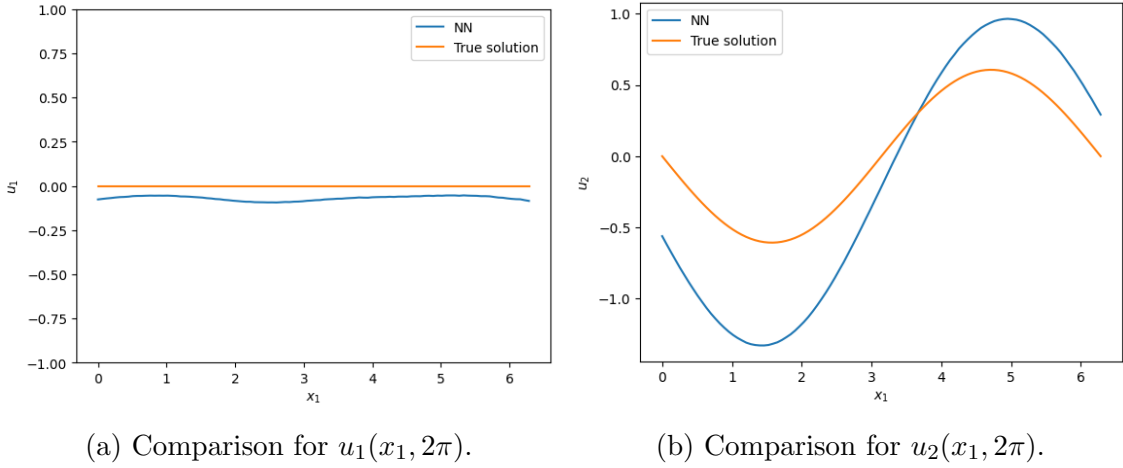 1.00
0.75
0.50
0.25
0.00
−0.25
−0.50
−0.75
−1.00
u₁
0 1 2 3 4 5 6
x₁
NN
True solution
1.0
0.5
0.0
−0.5
−1.0
u₂
0 1 2 3 4 5 6
x₁
NN
True solution
(a) Comparison for u₁(x₁, 2π).
(b) Comparison for u₂(x₁, 2π).